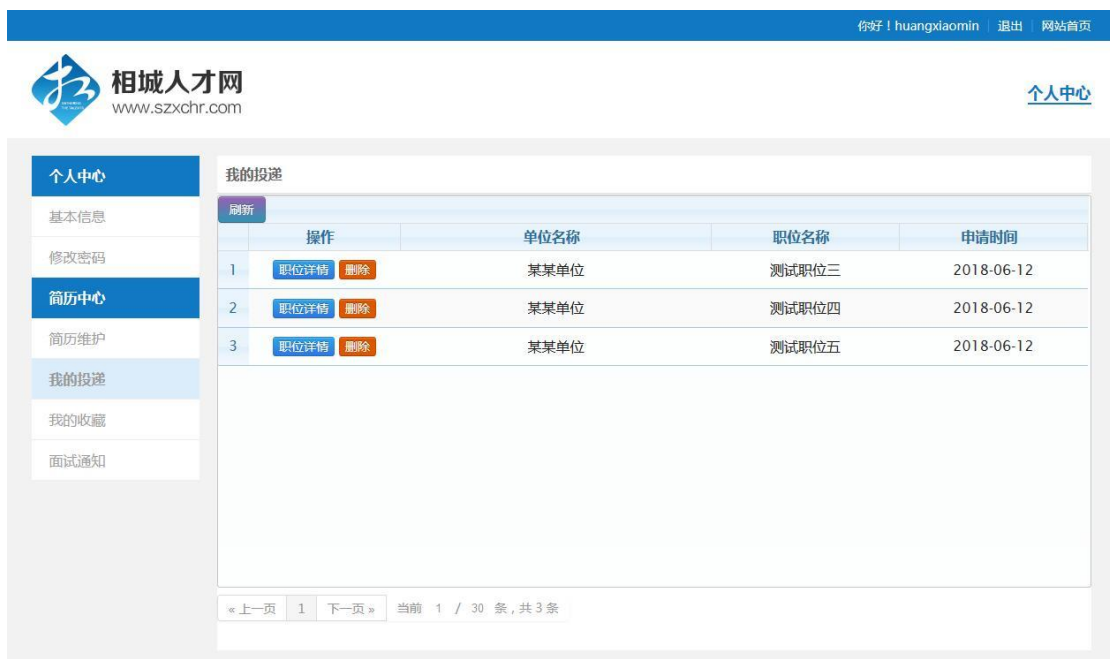 你好！huangxiaomin 退出 网站首页
相城人才网
www.szxchr.com
个人中心
个人中心
基本信息
修改密码
简历中心
简历维护
我的投递
我的收藏
面试通知
我的投递
刷新
操作 单位名称 职位名称 申请时间
1 职位详情 删除 某某单位 测试职位三 2018-06-12
2 职位详情 删除 某某单位 测试职位四 2018-06-12
3 职位详情 删除 某某单位 测试职位五 2018-06-12
«上一页 1 下一页» 当前 1 / 30 条，共3条